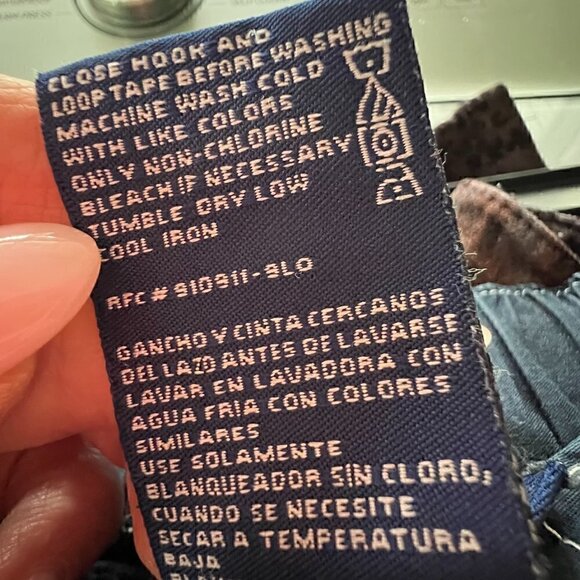 CLOSE HOOK AND
LOOP TAPE BEFORE WASHING
MACHINE WASH COLD
WITH LIKE COLORS
ONLY NON-CHLORINE
BLEACH IF NECESSARY
TUMBLE DRY LOW
COOL IRON
RFC # 910911-9L0
GANCHO Y CINTA CERCANOS
DEL LAZO ANTES DE LAVARSE
LAVAR EN LAVADORA CON
AGUA FRIA CON COLORES
SIMILARES
USE SOLAMENTE
BLANQUEADOR SIN CLORO,
CUANDO SE NECESITE
SECAR A TEMPERATURA
BAJA